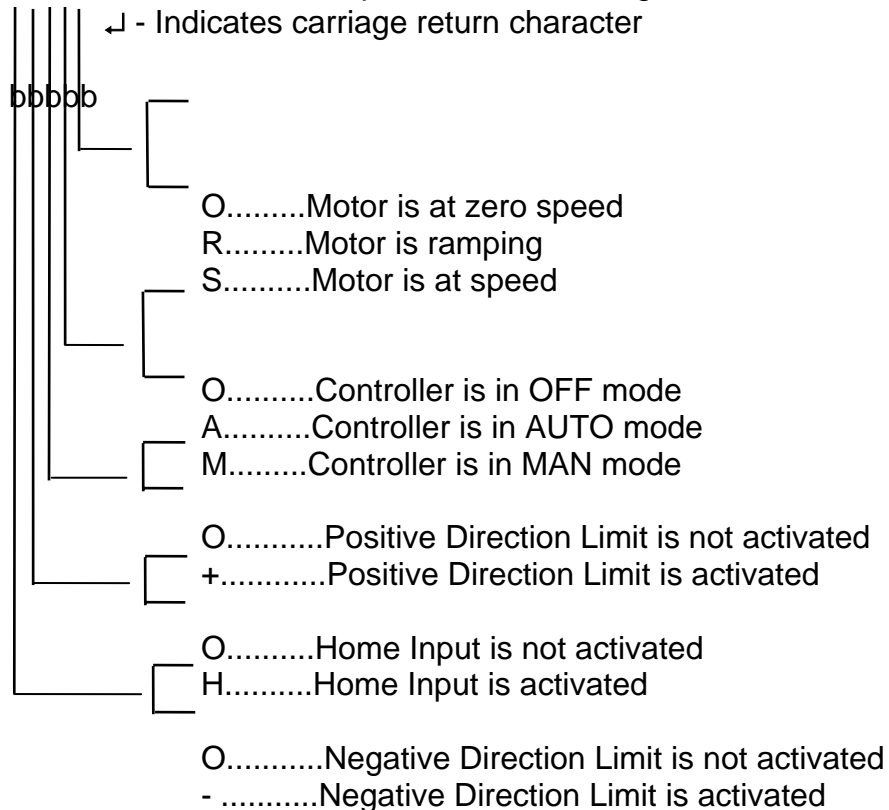 ↵ - Indicates carriage return character
bbbbb
O.........Motor is at zero speed
R.........Motor is ramping
S..........Motor is at speed
O..........Controller is in OFF mode
A..........Controller is in AUTO mode
M.........Controller is in MAN mode
O...........Positive Direction Limit is not activated
+............Positive Direction Limit is activated
O..........Home Input is not activated
H..........Home Input is activated
O...........Negative Direction Limit is not activated
- ...........Negative Direction Limit is activated